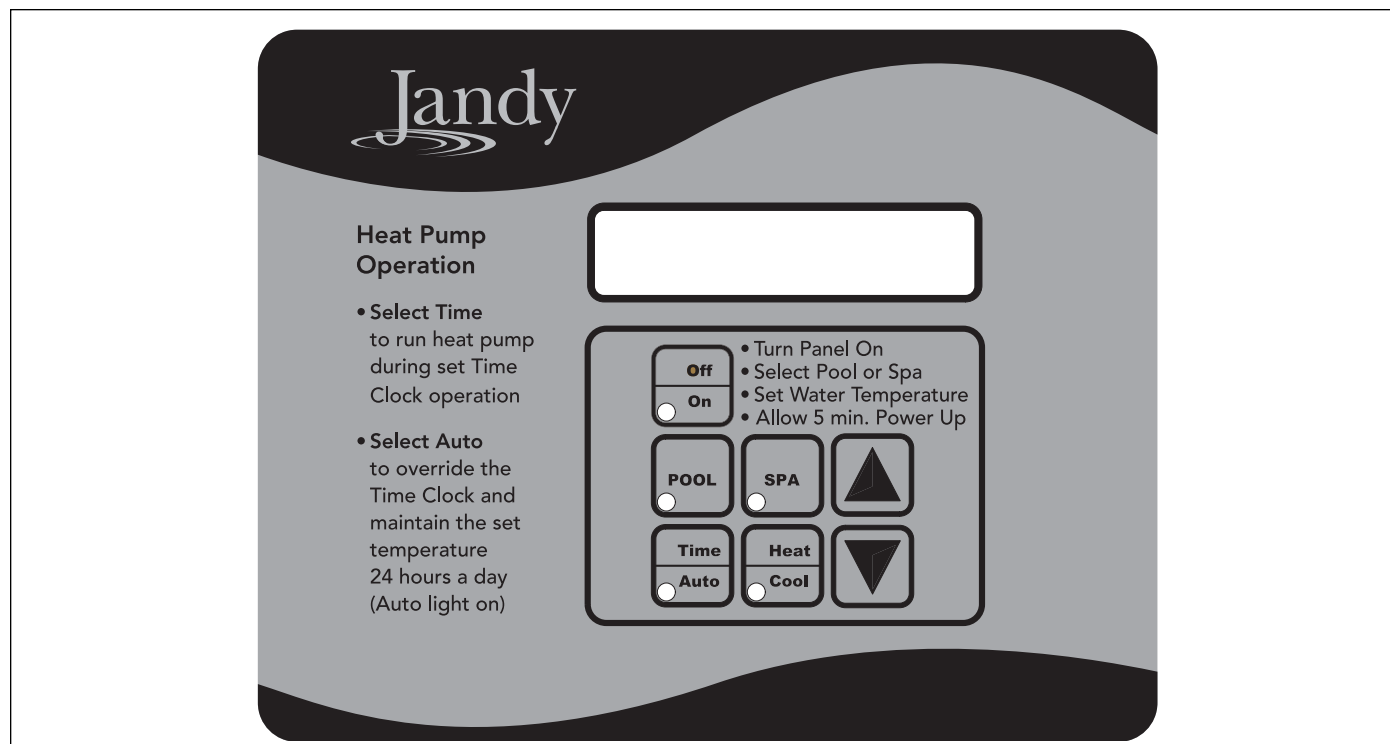 Jandy
Heat Pump
Operation
• Select Time
to run heat pump
during set Time
Clock operation
• Select Auto
to override the
Time Clock and
maintain the set
temperature
24 hours a day
(Auto light on)
Off
On
• Turn Panel On
• Select Pool or Spa
• Set Water Temperature
• Allow 5 min. Power Up
POOL
SPA
Time
Auto
Heat
Cool